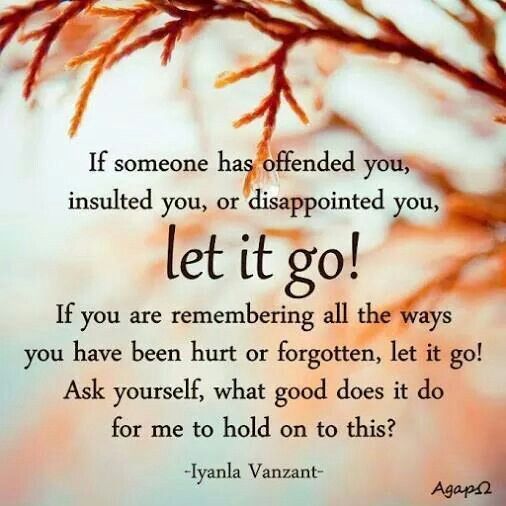 If someone has offended you,
insulted you, or disappointed you,
let it go!
If you are remembering all the ways
you have been hurt or forgotten, let it go!
Ask yourself, what good does it do
for me to hold on to this?
-Iyanla Vanzant-
AgapsΩ